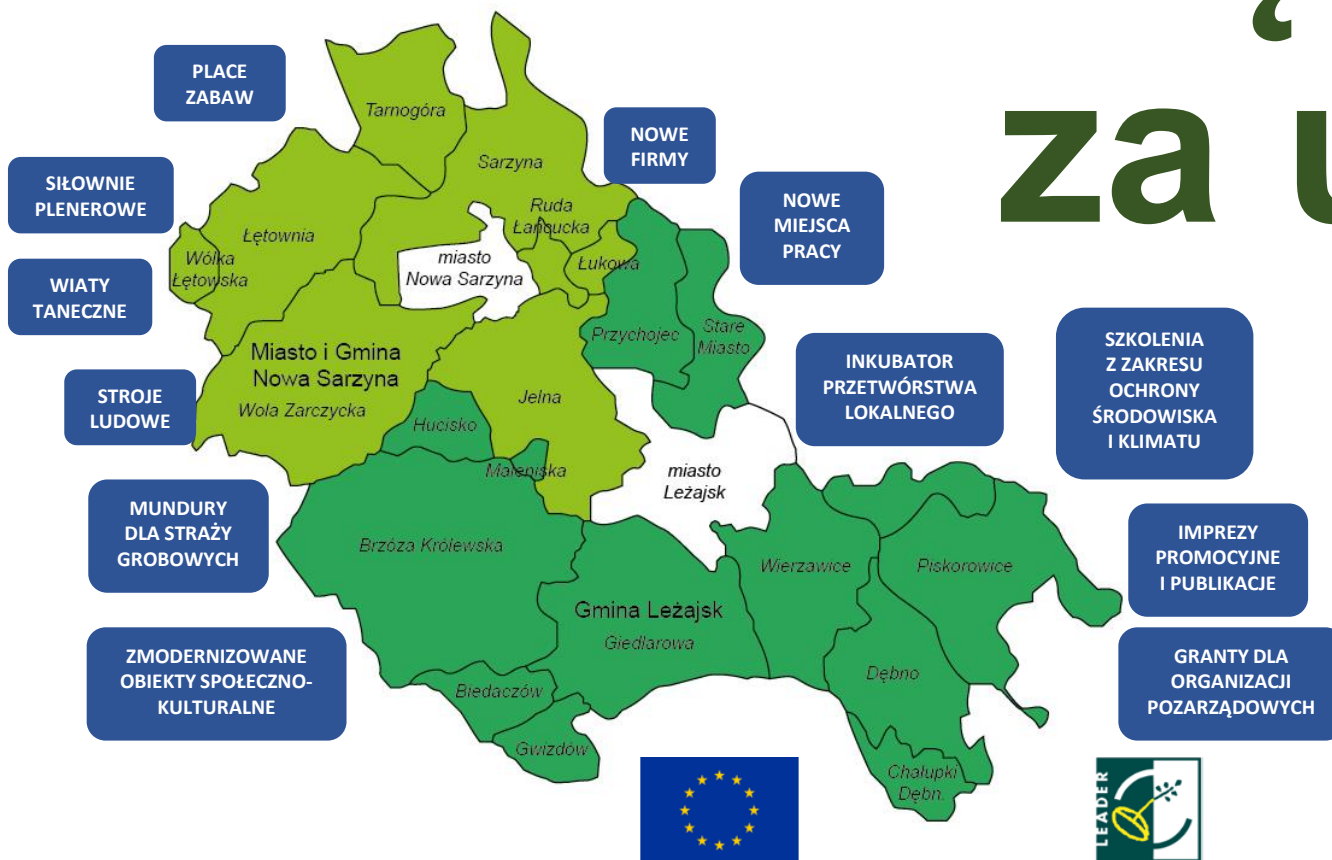 za u
PLACE
ZABAW
Tarnogóra
NOWE
FIRMY
Sarzyna
SIŁOWNIE
PLENEROWE
NOWE
MIEJSCA
PRACY
Ruda
Łańcucka
Łętownia
Wólka
Łętowska
miasto
Nowa Sarzyna
Łukowa
WIATY
TANECZNE
Przychojec
Stare
Miasto
SZKOLENIA
Z ZAKRESU
OCHRONY
ŚRODOWISKA
I KLIMATU
Miasto i Gmina
Nowa Sarzyna
Wola Zarczycka
INKUBATOR
PRZETWÓRSTWA
LOKALNEGO
STROJE
LUDOWE
Jelna
Hucisko
Maleniska
miasto
Leżajsk
MUNDURY
DLA STRAŻY
GROBOWYCH
IMPREZY
PROMOCYJNE
I PUBLIKACJE
Brzóza Królewska
Wierzawice
Piskorowice
Gmina Leżajsk
Giedlarowa
ZMODERNIZOWANE
OBIEKTY SPOŁECZNO-
KULTURALNE
GRANTY DLA
ORGANIZACJI
POZARZĄDOWYCH
Dębno
Biedaczów
Gwizdów
Chałupki
Dębn.
LEADER